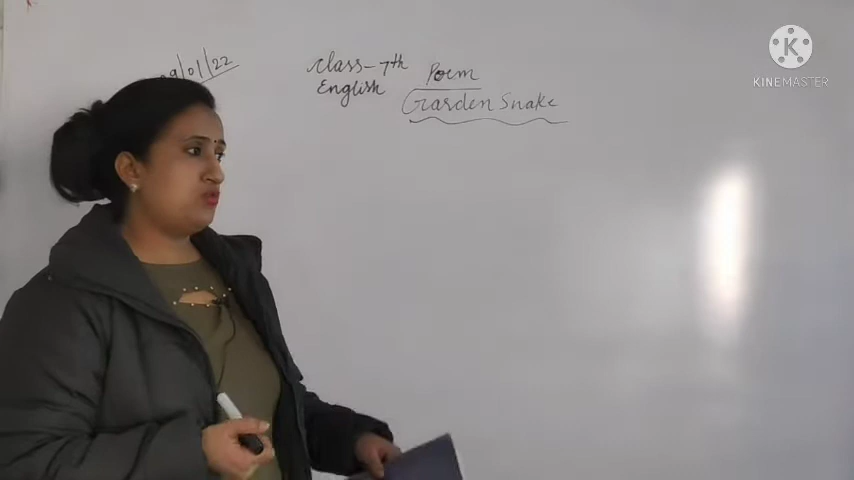 9/01/22
class-7th
English
Poem
Garden Snake
KINEMASTER